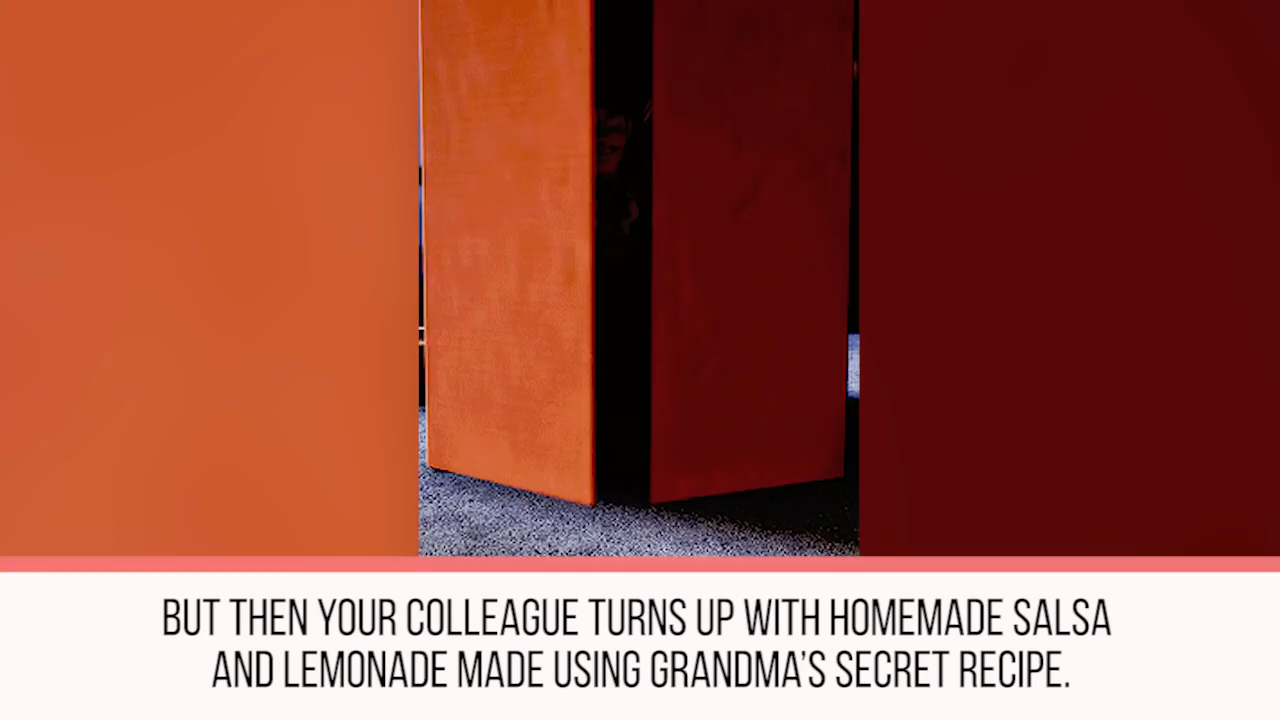 BUT THEN YOUR COLLEAGUE TURNS UP WITH HOMEMADE SALSA
AND LEMONADE MADE USING GRANDMA’S SECRET RECIPE.